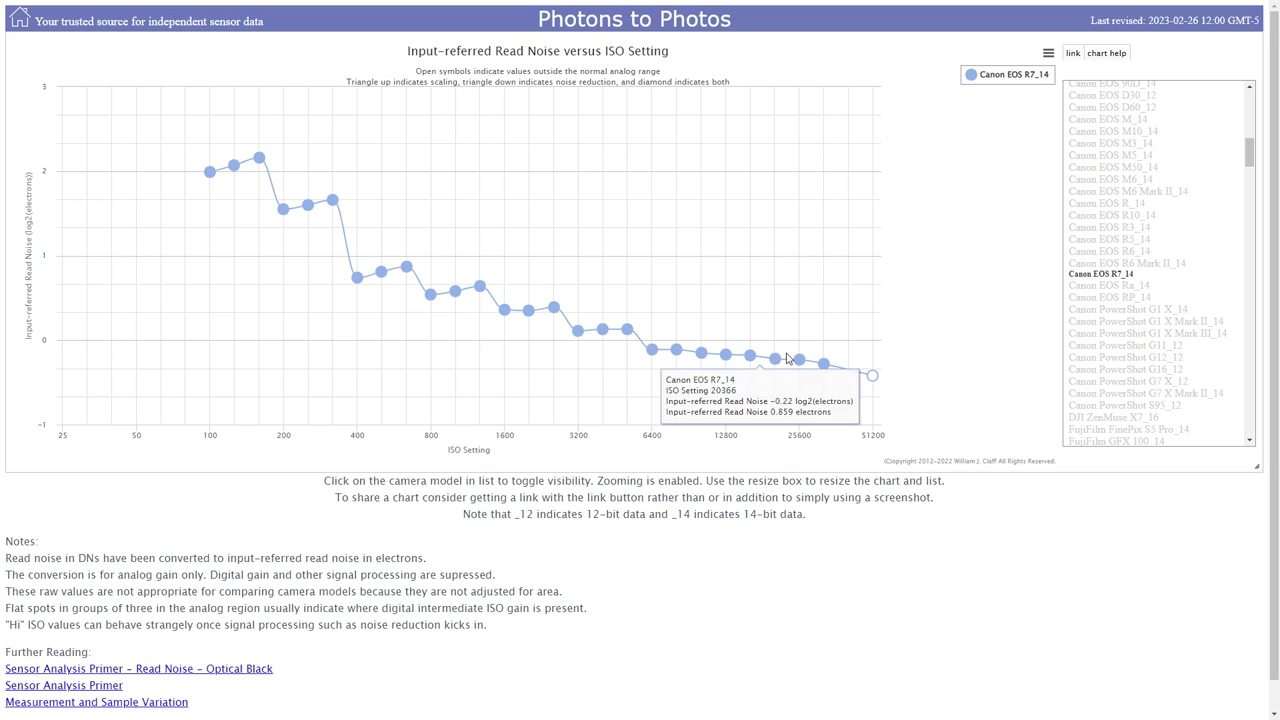 Your trusted source for independent sensor data
Photons to Photos
Last revised: 2023-02-26 12:00 GMT-5
Input-referred Read Noise versus ISO Setting
Open symbols indicate values outside the normal analog range
Triangle up indicates scaling, triangle down indicates noise reduction, and diamond indicates both
link
chart help
Canon EOS R7_14
3
2
1
0
-1
Input-referred Read Noise (log2(electrons))
Canon EOS R7_14
ISO Setting 20366
Input-referred Read Noise -0.22 log2(electrons)
Input-referred Read Noise 0.859 electrons
25 50 100 200 400 800 1600 3200 6400 12800 25600 51200
ISO Setting
(C)opyright 2012-2022 William J. Claff All Rights Reserved.
Canon EOS 90D_14
Canon EOS D30_12
Canon EOS D60_12
Canon EOS M_14
Canon EOS M10_14
Canon EOS M3_14
Canon EOS M5_14
Canon EOS M50_14
Canon EOS M6_14
Canon EOS M6 Mark II_14
Canon EOS R_14
Canon EOS R10_14
Canon EOS R3_14
Canon EOS R5_14
Canon EOS R6_14
Canon EOS R6 Mark II_14
Canon EOS R7_14
Canon EOS Ra_14
Canon EOS RP_14
Canon PowerShot G1 X_14
Canon PowerShot G1 X Mark II_14
Canon PowerShot G1 X Mark III_14
Canon PowerShot G11_12
Canon PowerShot G12_12
Canon PowerShot G16_12
Canon PowerShot G7 X_12
Canon PowerShot G7 X Mark II_14
Canon PowerShot S95_12
DJI ZenMuse X7_16
FujiFilm FinePix S5 Pro_14
FujiFilm GFX 100_14
Click on the camera model in list to toggle visibility. Zooming is enabled. Use the resize box to resize the chart and list.
To share a chart consider getting a link with the link button rather than or in addition to simply using a screenshot.
Note that _12 indicates 12-bit data and _14 indicates 14-bit data.
Notes:
Read noise in DNs have been converted to input-referred read noise in electrons.
The conversion is for analog gain only. Digital gain and other signal processing are supressed.
These raw values are not appropriate for comparing camera models because they are not adjusted for area.
Flat spots in groups of three in the analog region usually indicate where digital intermediate ISO gain is present.
"Hi" ISO values can behave strangely once signal processing such as noise reduction kicks in.
Further Reading:
Sensor Analysis Primer - Read Noise - Optical Black
Sensor Analysis Primer
Measurement and Sample Variation